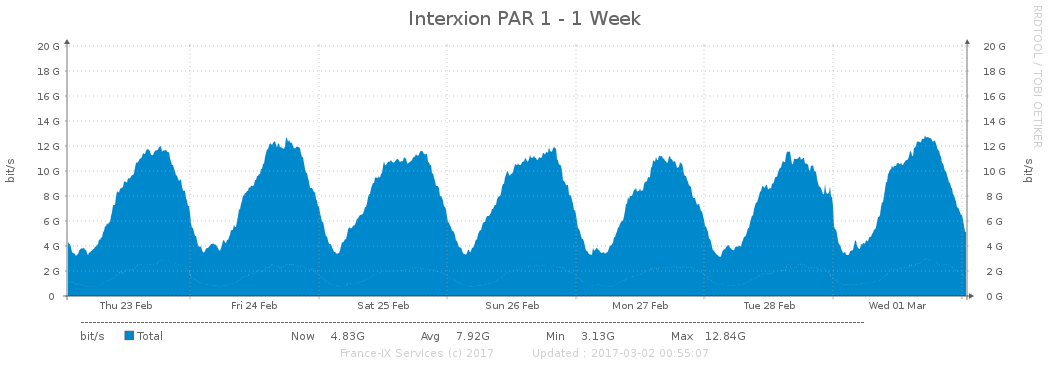 Interxion PAR 1 - 1 Week
RRDTOOL / TOBI OETIKER
bit/s
20 G
18 G
16 G
14 G
12 G
10 G
8 G
6 G
4 G
2 G
0
20 G
18 G
16 G
14 G
12 G
10 G
8 G
6 G
4 G
2 G
0 G
bit/s
Thu 23 Feb Fri 24 Feb Sat 25 Feb Sun 26 Feb Mon 27 Feb Tue 28 Feb Wed 01 Mar
bit/s Total Now 4.83G Avg 7.92G Min 3.13G Max 12.84G
France-IX Services (c) 2017 Updated : 2017-03-02 00:55:07